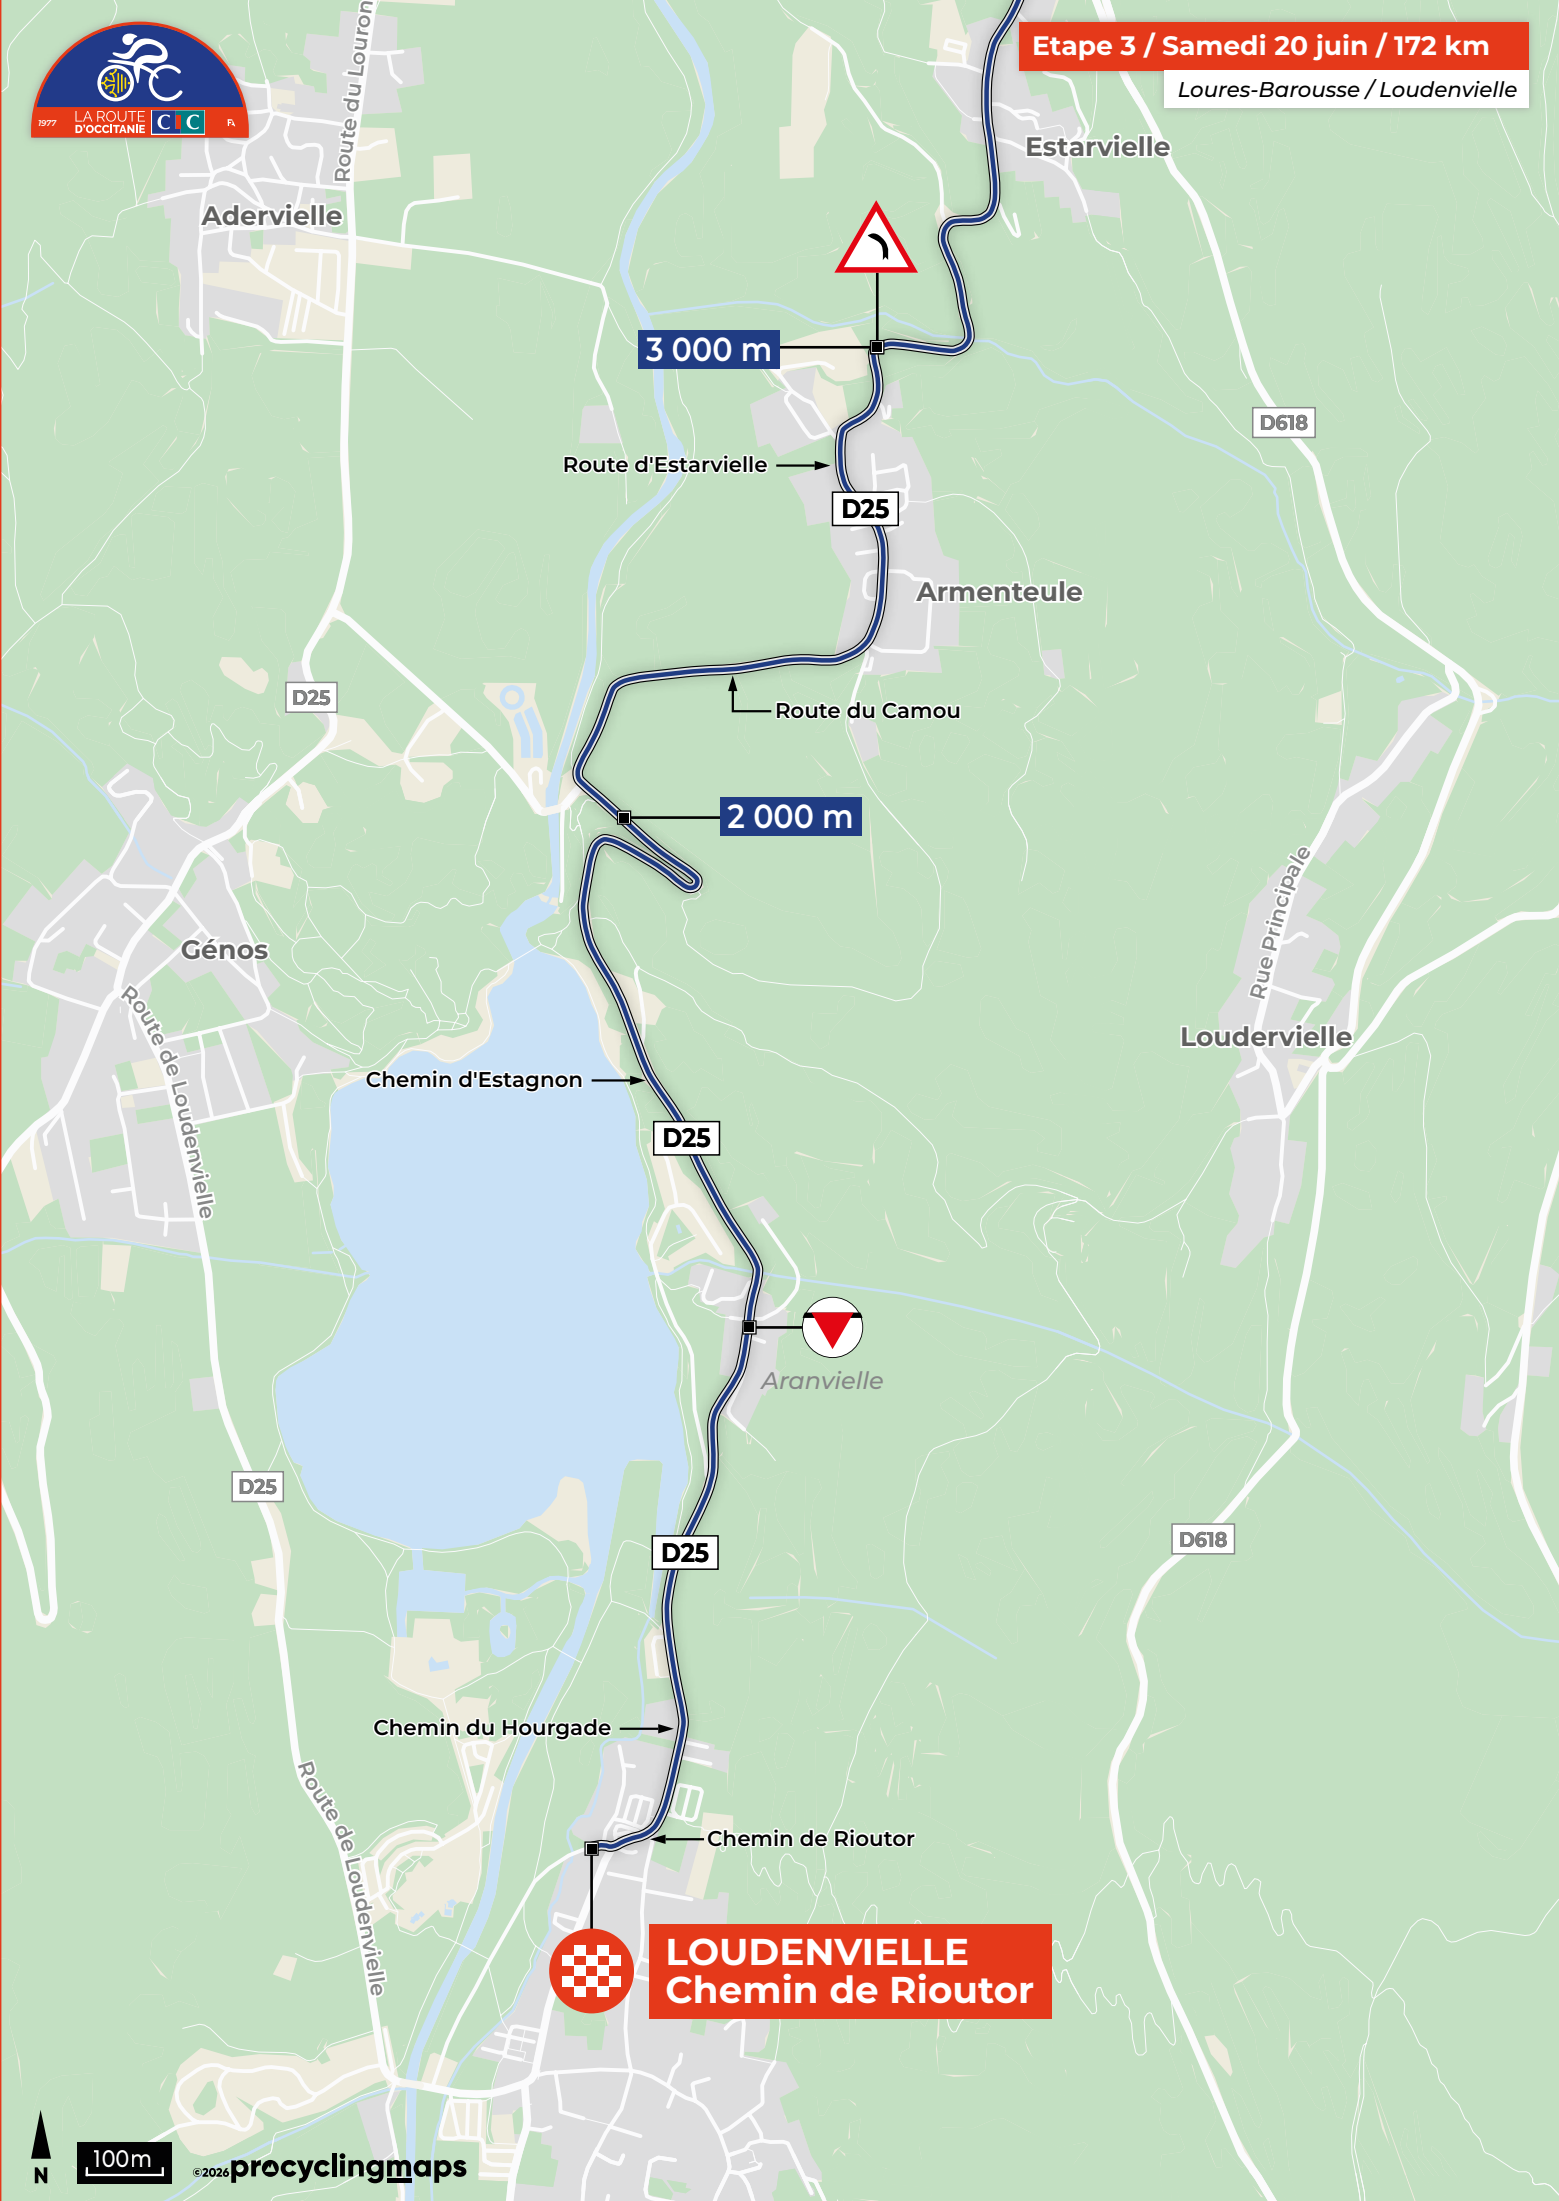 Etape 3 / Samedi 20 juin / 172 km
Loures-Barousse / Loudenvielle
1977
LA ROUTE
D'OCCITANIE
CIC
Route du Louron
Estarvielle
Adervielle
3 000 m
D618
Route d'Estarvielle
D25
Armenteule
D25
Route du Camou
2 000 m
Rue Principale
Génos
Route de Loudenvielle
Loudervielle
Chemin d'Estagnon
D25
Aranvielle
D25
D618
D25
Chemin du Hourgade
Route de Loudenvielle
Chemin de Rioutor
LOUDENVIELLE
Chemin de Rioutor
N
100m
©2026 procyclingmaps